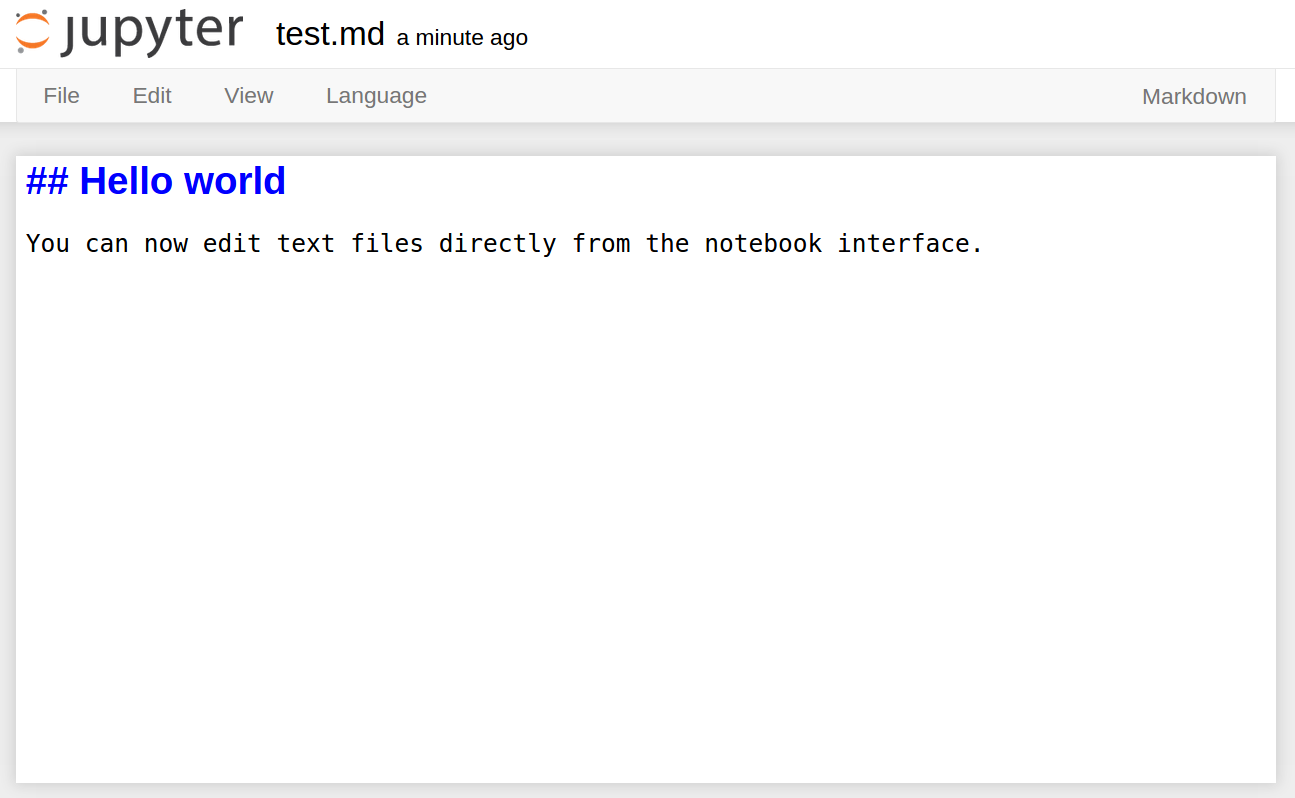 jupyter test.md a minute ago
File Edit View Language Markdown
## Hello world
You can now edit text files directly from the notebook interface.